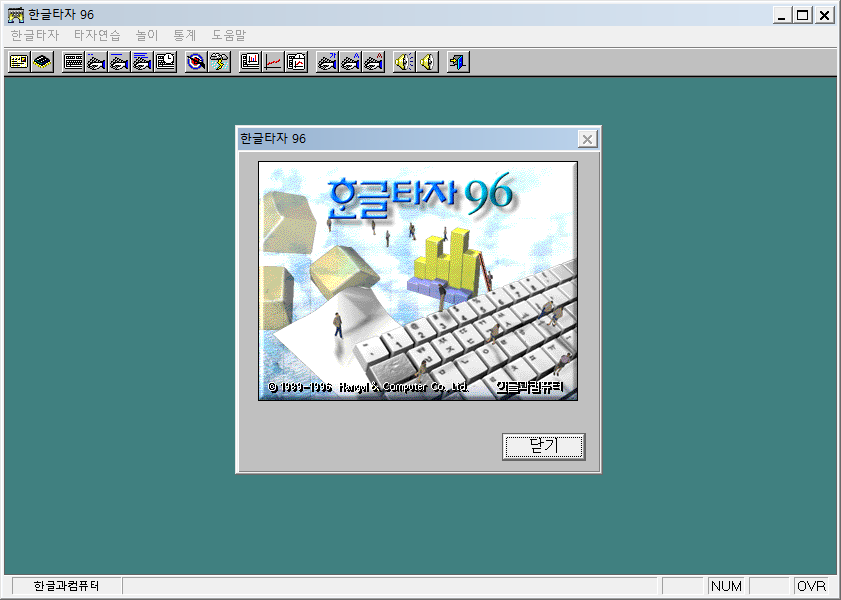 한글타자 96
한글타자 타자연습 놀이 통계 도움말
한글타자 96
한글타자 96
© 1989-1996 Hangul & Computer Co., Ltd. 한글과컴퓨터
닫기
한글과컴퓨터 NUM OVR